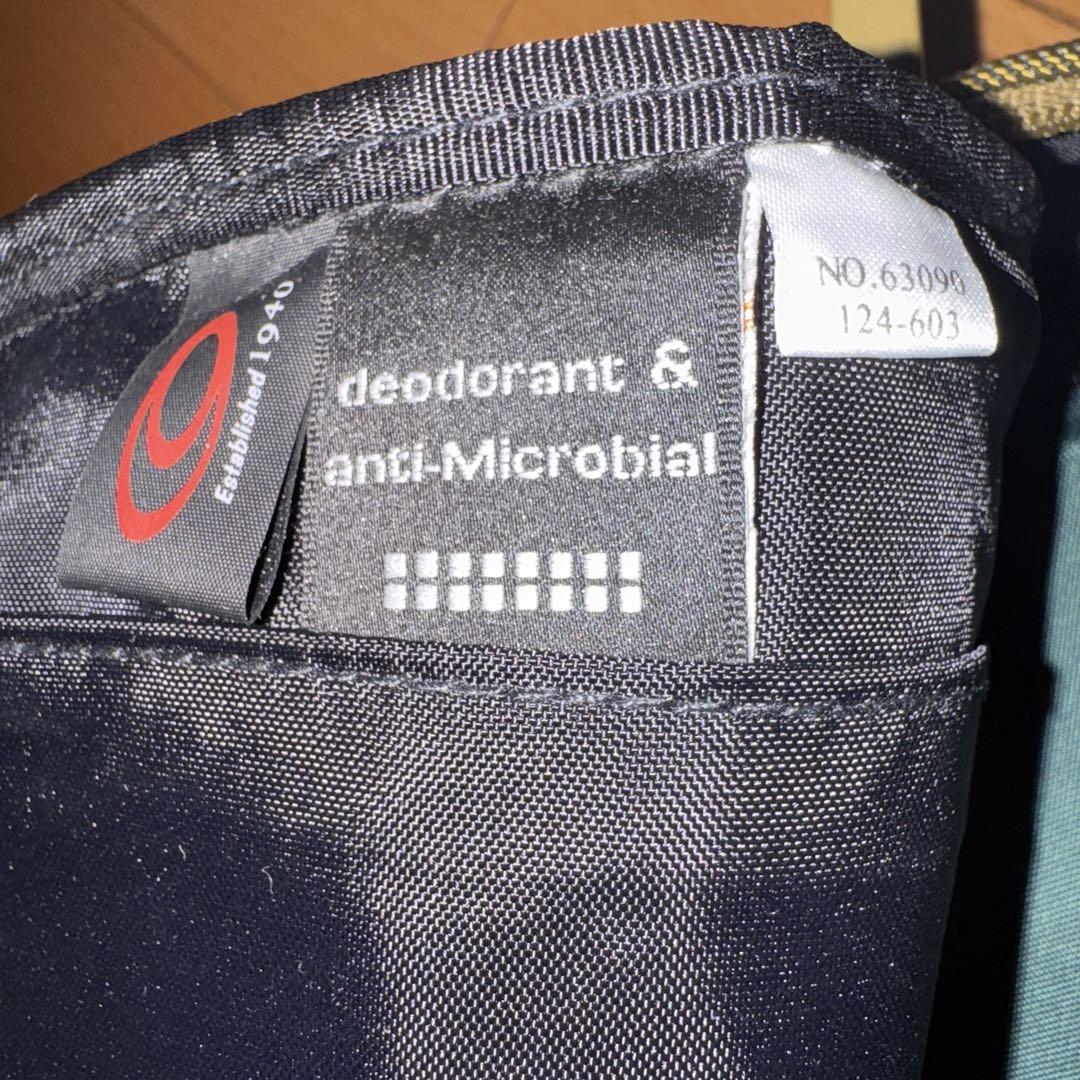 Established 1940
deodorant &
anti-Microbial
NO.63090
124-603